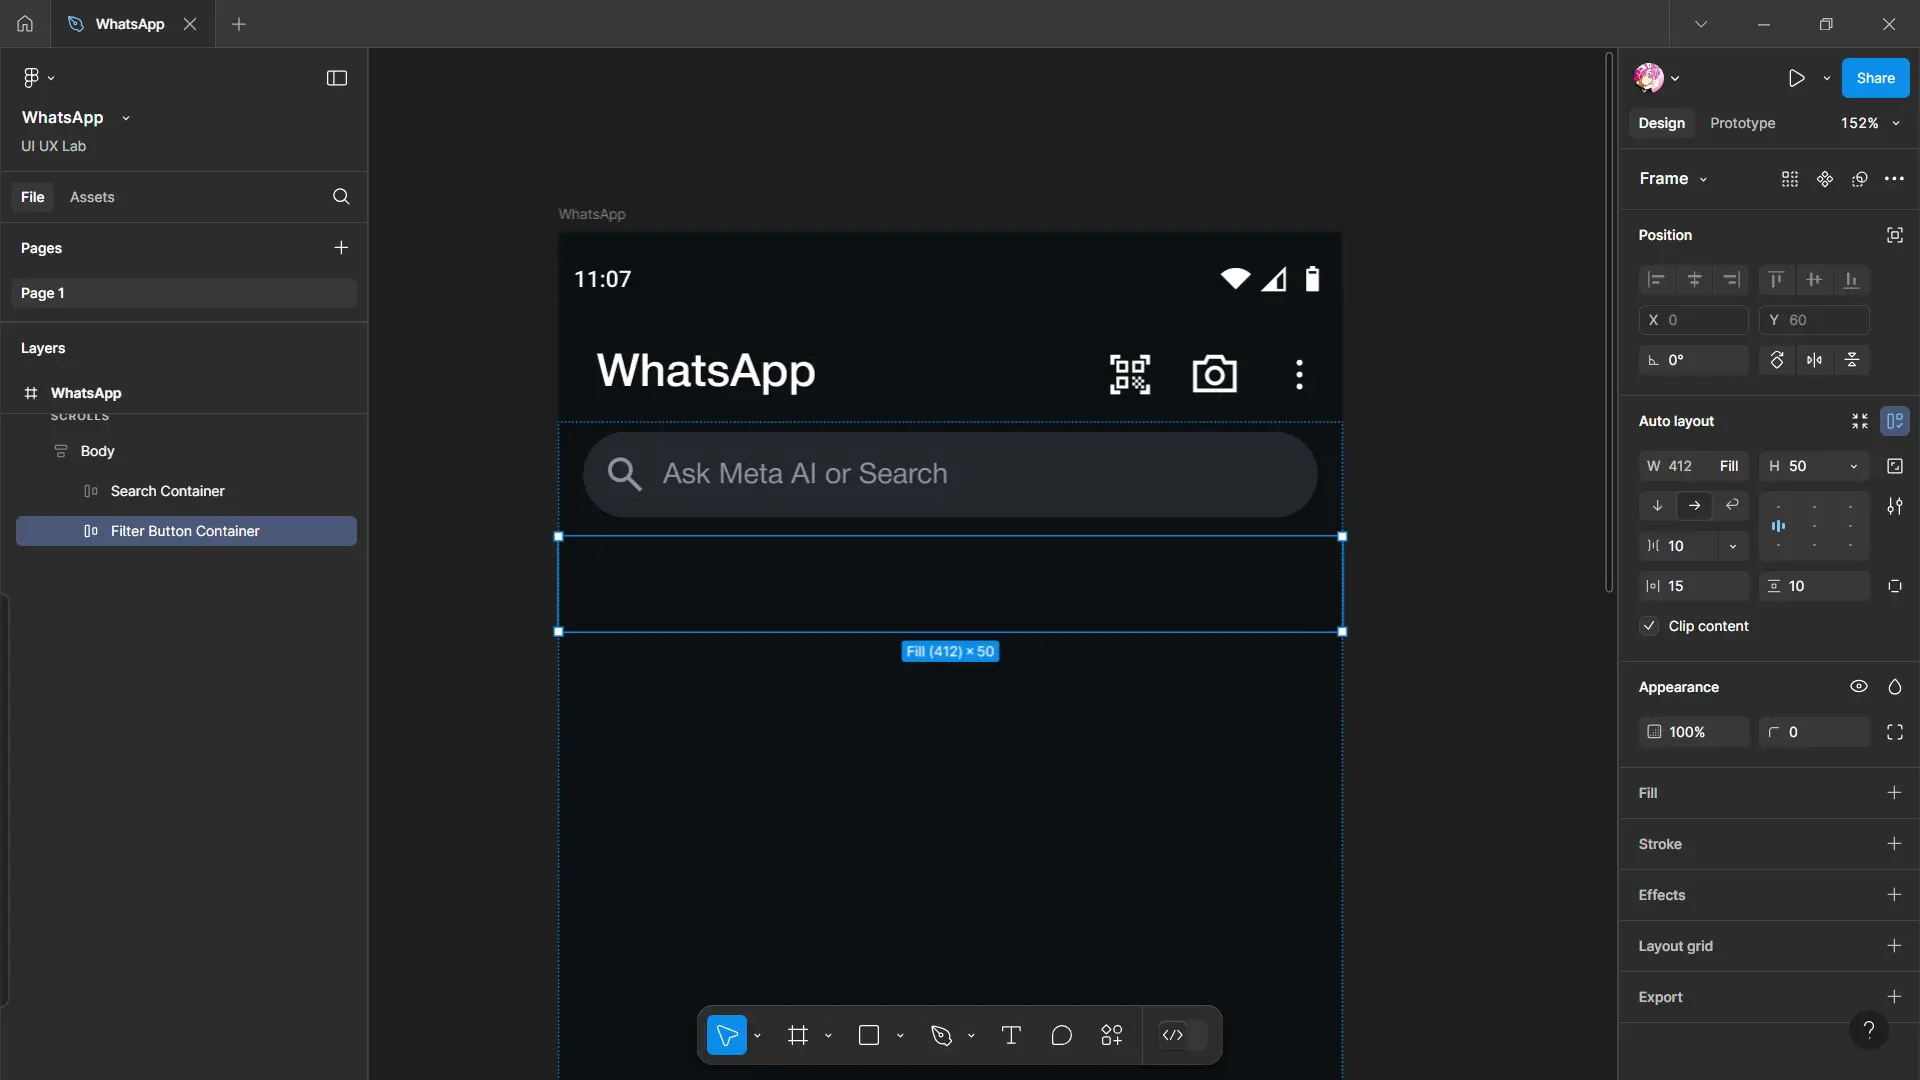 WhatsApp
WhatsApp
UI UX Lab
File Assets
Pages
Page 1
Layers
WhatsApp
SCROLLS
Body
Search Container
Filter Button Container
WhatsApp
11:07
WhatsApp
Ask Meta AI or Search
Fill (412) × 50
Share
Design Prototype 152%
Frame
Position
X 0 Y 60
0°
Auto layout
W 412 Fill H 50
10
15 10
Clip content
Appearance
100% 0
Fill
Stroke
Effects
Layout grid
Export
?